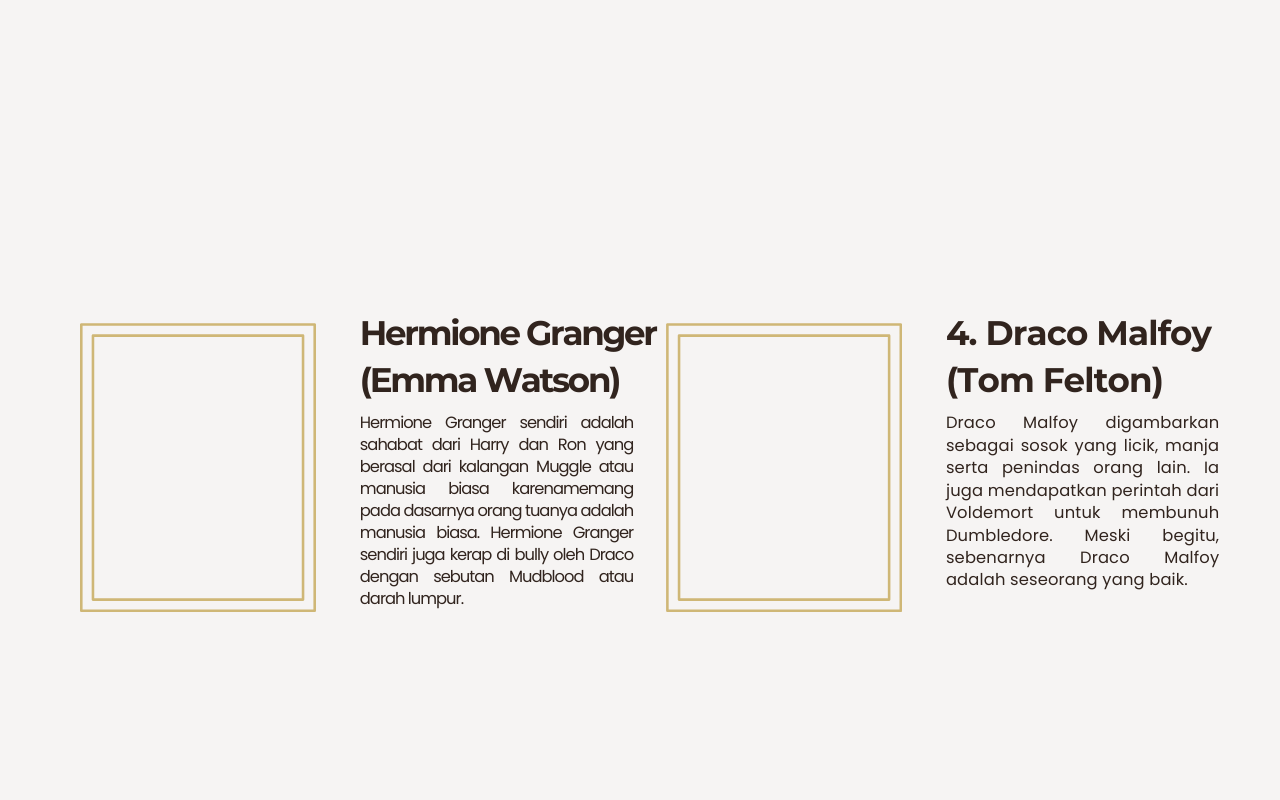 Hermione Granger
(Emma Watson)
Hermione Granger sendiri adalah
sahabat dari Harry dan Ron yang
berasal dari kalangan Muggle atau
manusia biasa karenamemang
pada dasarnya orang tuanya adalah
manusia biasa. Hermione Granger
sendiri juga kerap di bully oleh Draco
dengan sebutan Mudblood atau
darah lumpur.
4. Draco Malfoy
(Tom Felton)
Draco Malfoy digambarkan
sebagai sosok yang licik, manja
serta penindas orang lain. Ia
juga mendapatkan perintah dari
Voldemort untuk membunuh
Dumbledore. Meski begitu,
sebenarnya Draco Malfoy
adalah seseorang yang baik.